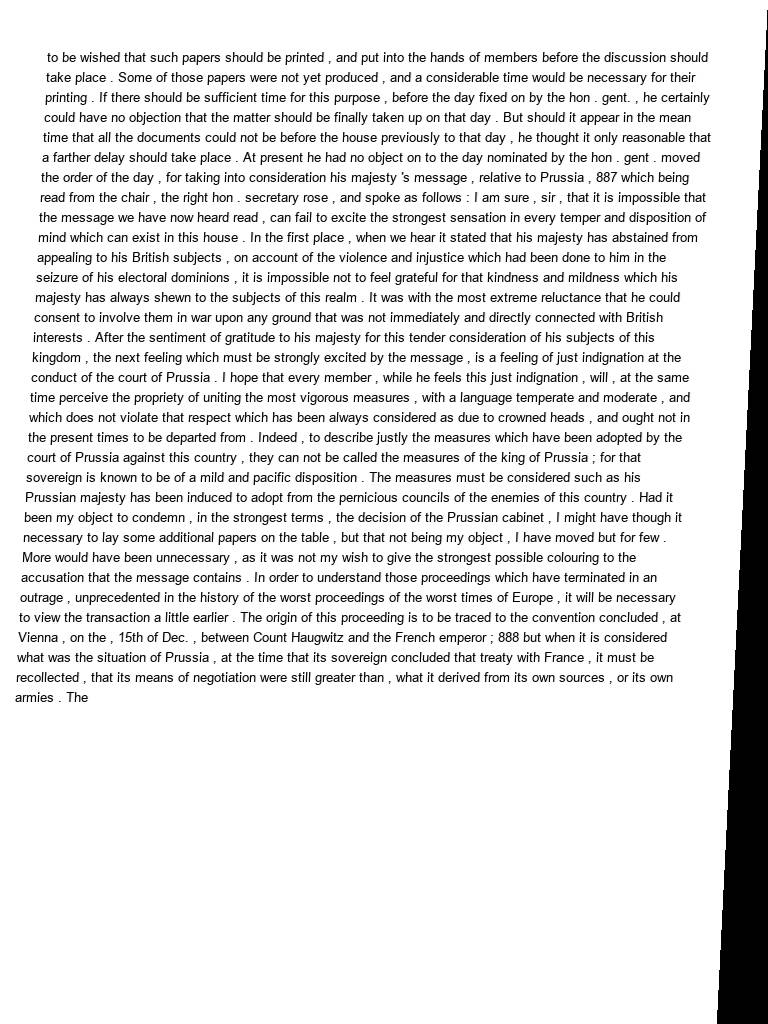 to be wished that such papers should be printed , and put into the hands of members before the discussion should
take place . Some of those papers were not yet produced , and a considerable time would be necessary for their
printing . If there should be sufficient time for this purpose , before the day fixed on by the hon . gent. , he certainly
could have no objection that the matter should be finally taken up on that day . But should it appear in the mean
time that all the documents could not be before the house previously to that day , he thought it only reasonable that
a farther delay should take place . At present he had no object on to the day nominated by the hon . gent . moved
the order of the day , for taking into consideration his majesty 's message , relative to Prussia , 887 which being
read from the chair , the right hon . secretary rose , and spoke as follows : I am sure , sir , that it is impossible that
the message we have now heard read , can fail to excite the strongest sensation in every temper and disposition of
mind which can exist in this house . In the first place , when we hear it stated that his majesty has abstained from
appealing to his British subjects , on account of the violence and injustice which had been done to him in the
seizure of his electoral dominions , it is impossible not to feel grateful for that kindness and mildness which his
majesty has always shewn to the subjects of this realm . It was with the most extreme reluctance that he could
consent to involve them in war upon any ground that was not immediately and directly connected with British
interests . After the sentiment of gratitude to his majesty for this tender consideration of his subjects of this
kingdom , the next feeling which must be strongly excited by the message , is a feeling of just indignation at the
conduct of the court of Prussia . I hope that every member , while he feels this just indignation , will , at the same
time perceive the propriety of uniting the most vigorous measures , with a language temperate and moderate , and
which does not violate that respect which has been always considered as due to crowned heads , and ought not in
the present times to be departed from . Indeed , to describe justly the measures which have been adopted by the
court of Prussia against this country , they can not be called the measures of the king of Prussia ; for that
sovereign is known to be of a mild and pacific disposition . The measures must be considered such as his
Prussian majesty has been induced to adopt from the pernicious councils of the enemies of this country . Had it
been my object to condemn , in the strongest terms , the decision of the Prussian cabinet , I might have though it
necessary to lay some additional papers on the table , but that not being my object , I have moved but for few .
More would have been unnecessary , as it was not my wish to give the strongest possible colouring to the
accusation that the message contains . In order to understand those proceedings which have terminated in an
outrage , unprecedented in the history of the worst proceedings of the worst times of Europe , it will be necessary
to view the transaction a little earlier . The origin of this proceeding is to be traced to the convention concluded , at
Vienna , on the , 15th of Dec. , between Count Haugwitz and the French emperor ; 888 but when it is considered
what was the situation of Prussia , at the time that its sovereign concluded that treaty with France , it must be
recollected , that its means of negotiation were still greater than , what it derived from its own sources , or its own
armies . The